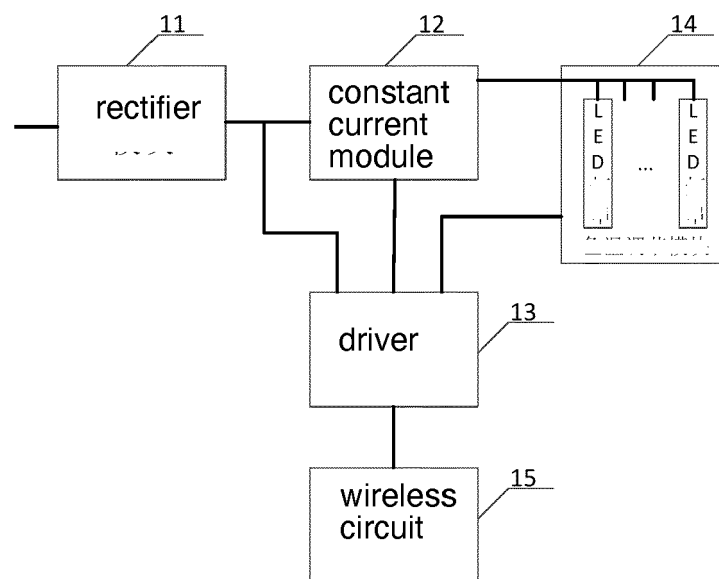 11
12
14
rectifier
constant
current
module
L
E
D
...
L
E
D
driver
13
wireless
circuit
15